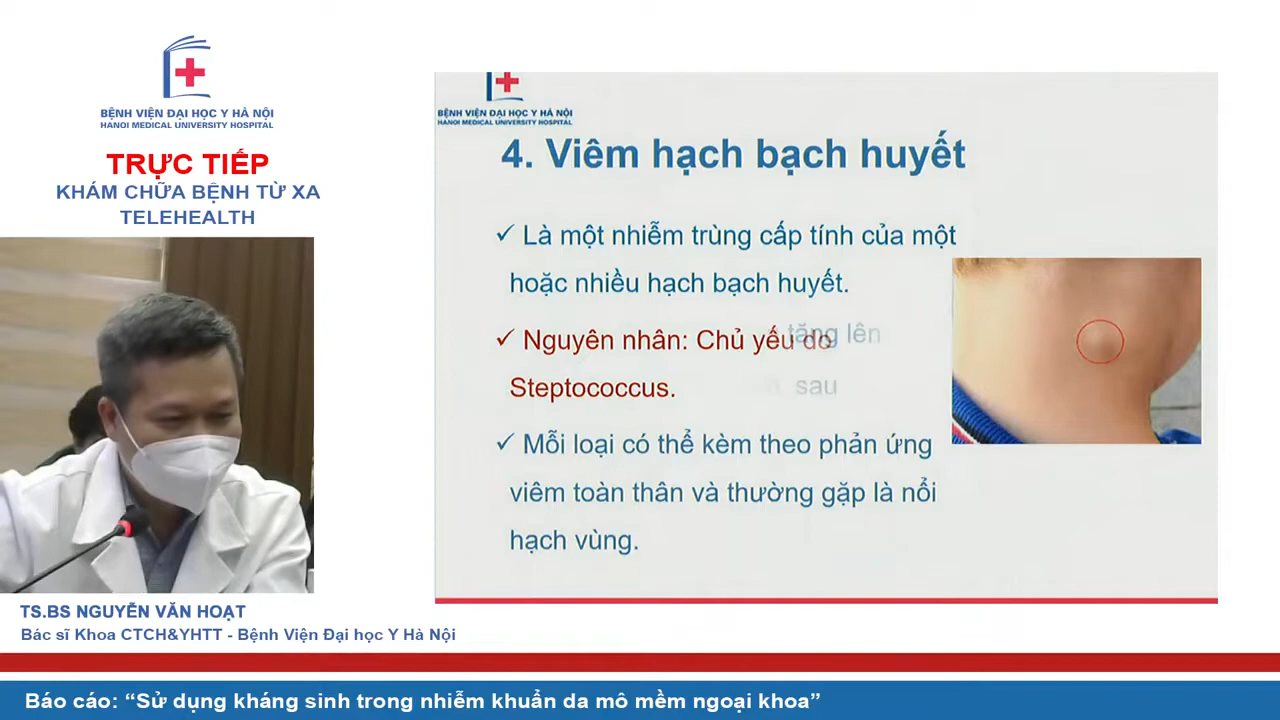 BỆNH VIỆN ĐẠI HỌC Y HÀ NỘI
HANOI MEDICAL UNIVERSITY HOSPITAL
TRỰC TIẾP
KHÁM CHỮA BỆNH TỪ XA
TELEHEALTH
BỆNH VIỆN ĐẠI HỌC Y HÀ NỘI
HANOI MEDICAL UNIVERSITY HOSPITAL
4. Viêm hạch bạch huyết
✓ Là một nhiễm trùng cấp tính của một
hoặc nhiều hạch bạch huyết.
✓ Nguyên nhân: Chủ yếu do
tăng lên
Steptococcus.
sau
✓ Mỗi loại có thể kèm theo phản ứng
viêm toàn thân và thường gặp là nổi
hạch vùng.
TS.BS NGUYỄN VĂN HOẠT
Bác sĩ Khoa CTCH&YHTT - Bệnh Viện Đại học Y Hà Nội
Báo cáo: “Sử dụng kháng sinh trong nhiễm khuẩn da mô mềm ngoại khoa”